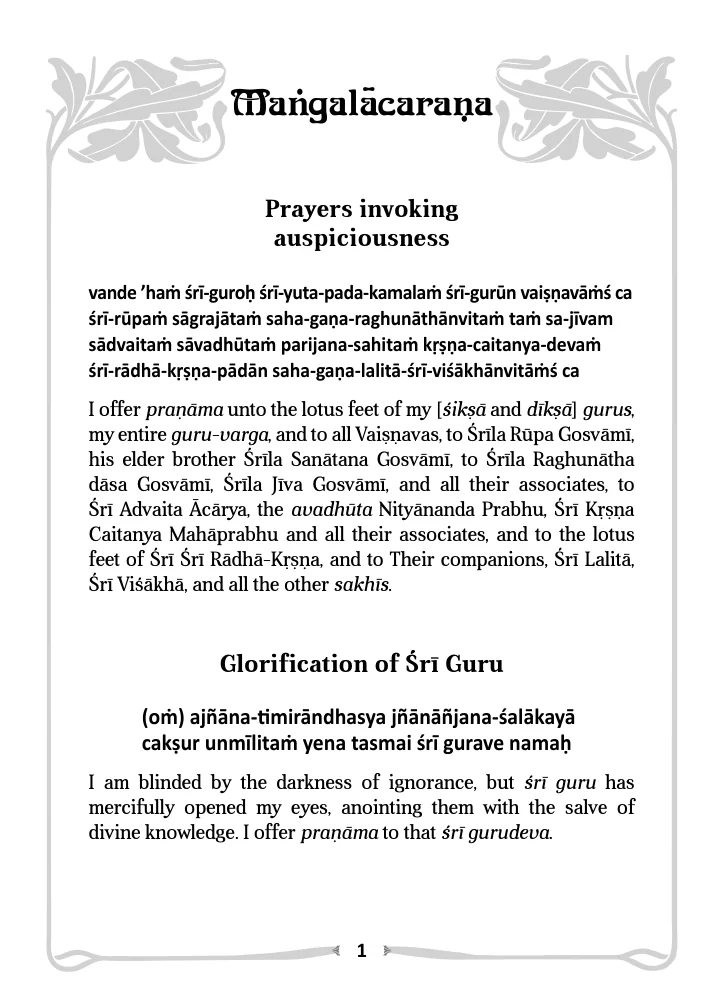 Maṅgalācaraṇa
Prayers invoking
auspiciousness
vande ’haṁ śrī-guroḥ śrī-yuta-pada-kamalaṁ śrī-gurūn vaiṣṇavāṁś ca
śrī-rūpaṁ sāgrajātaṁ saha-gaṇa-raghunāthānvitaṁ taṁ sa-jīvam
sādvaitaṁ sāvadhūtaṁ parijana-sahitaṁ kṛṣṇa-caitanya-devaṁ
śrī-rādhā-kṛṣṇa-pādān saha-gaṇa-lalitā-śrī-viśākhānvitāṁś ca
I offer praṇāma unto the lotus feet of my [śikṣā and dīkṣā] gurus,
my entire guru-varga, and to all Vaiṣṇavas, to Śrīla Rūpa Gosvāmī,
his elder brother Śrīla Sanātana Gosvāmī, to Śrīla Raghunātha
dāsa Gosvāmī, Śrīla Jīva Gosvāmī, and all their associates, to
Śrī Advaita Ācārya, the avadhūta Nityānanda Prabhu, Śrī Kṛṣṇa
Caitanya Mahāprabhu and all their associates, and to the lotus
feet of Śrī Śrī Rādhā-Kṛṣṇa, and to Their companions, Śrī Lalitā,
Śrī Viśākhā, and all the other sakhīs.
Glorification of Śrī Guru
(oṁ) ajñāna-timirāndhasya jñānāñjana-śalākayā
cakṣur unmīlitaṁ yena tasmai śrī gurave namaḥ
I am blinded by the darkness of ignorance, but śrī guru has
mercifully opened my eyes, anointing them with the salve of
divine knowledge. I offer praṇāma to that śrī gurudeva.
1